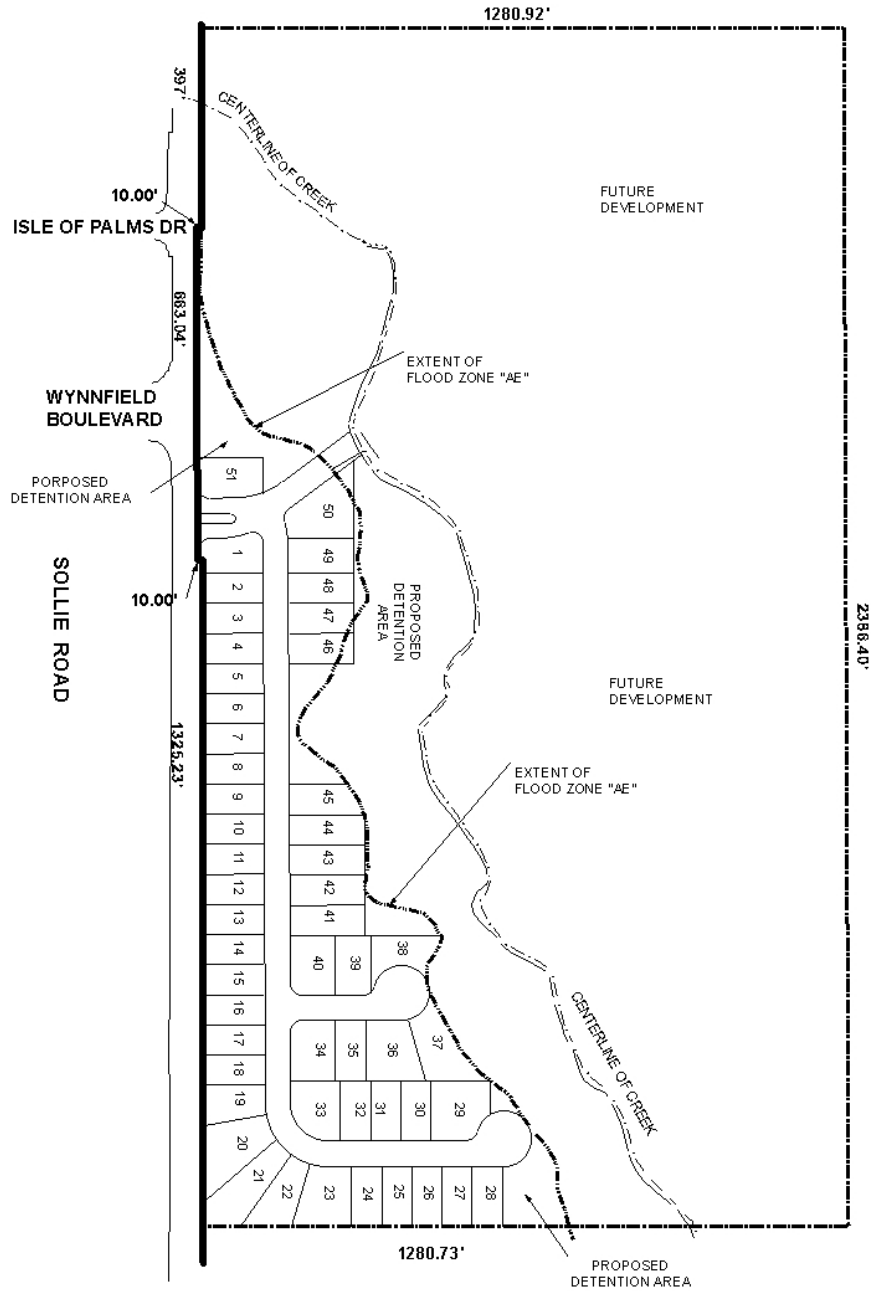 1280.92'
397'
CENTERLINE OF CREEK
10.00'
ISLE OF PALMS DR
FUTURE
DEVELOPMENT
663.04'
EXTENT OF
FLOOD ZONE "AE"
WYNNFIELD
BOULEVARD
PORPOSED
DETENTION AREA
51
50
1
49
2
48
3
47
4
46
PROPOSED
DETENTION
AREA
10.00'
SOLLIE ROAD
2386.40'
5
6
7
8
FUTURE
DEVELOPMENT
1325.23'
EXTENT OF
FLOOD ZONE "AE"
9
45
10
44
11
43
12
42
13
41
14
40
39
38
15
16
17
34
35
36
37
18
19
33
32
31
30
29
CENTERLINE OF CREEK
20
21
22
23
24
25
26
27
28
1280.73'
PROPOSED
DETENTION AREA